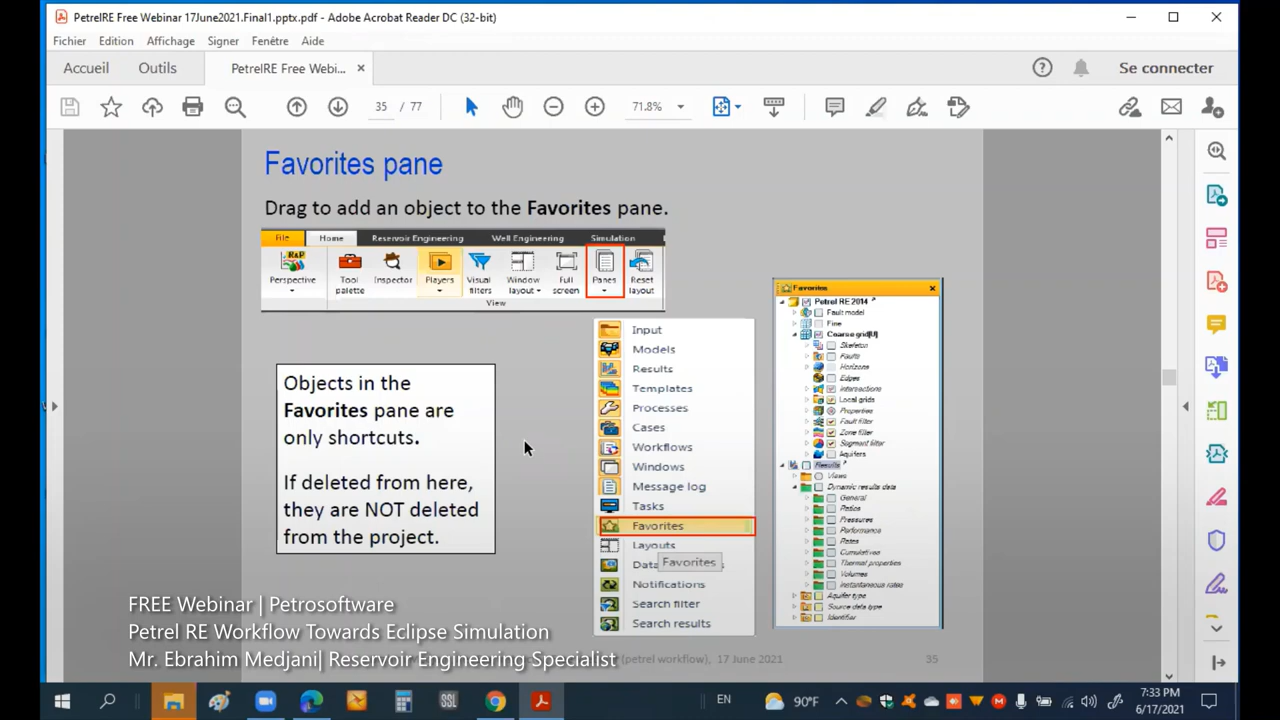 PetrelRE Free Webinar 17June2021.Final1.pptx.pdf - Adobe Acrobat Reader DC (32-bit)
Fichier Edition Affichage Signer Fenêtre Aide
Accueil Outils PetrelRE Free Webi... Se connecter
35 / 77 71.8%
Favorites pane
Drag to add an object to the Favorites pane.
File Home Reservoir Engineering Well Engineering Simulation
Perspective Tool palette Inspector Players Visual filters Window layout Full screen Panes Reset layout
View
Objects in the
Favorites pane are
only shortcuts.
If deleted from here,
they are NOT deleted
from the project.
Input
Models
Results
Templates
Processes
Cases
Workflows
Windows
Message log
Tasks
Favorites
Layouts
Favorites
Notifications
Search filter
Search results
Favorites
Petrel RE 2014
Fault model
Fine
Coarse grid[U]
Skeleton
Faults
Horizons
Edges
Intersections
Local grids
Properties
Fault filter
Zone filter
Segment filter
Aquifers
Results
Views
Dynamic results data
General
Ratios
Pressures
Performance
Rates
Cumulatives
Thermal properties
Volumes
Instantaneous rates
Aquifer type
Source data type
Identifier
FREE Webinar | Petrosoftware
Petrel RE Workflow Towards Eclipse Simulation
Mr. Ebrahim Medjani| Reservoir Engineering Specialist
(petrel workflow), 17 June 2021 35
SSL EN 90°F 7:33 PM
6/17/2021